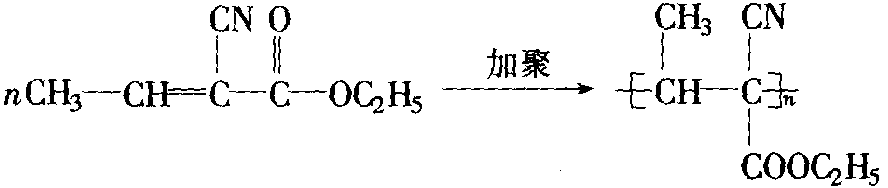 CN O CH₃ CN
nCH₃—CH=C—C—OC₂H₅ 加聚 -[CH—C]ₙ-
COOC₂H₅